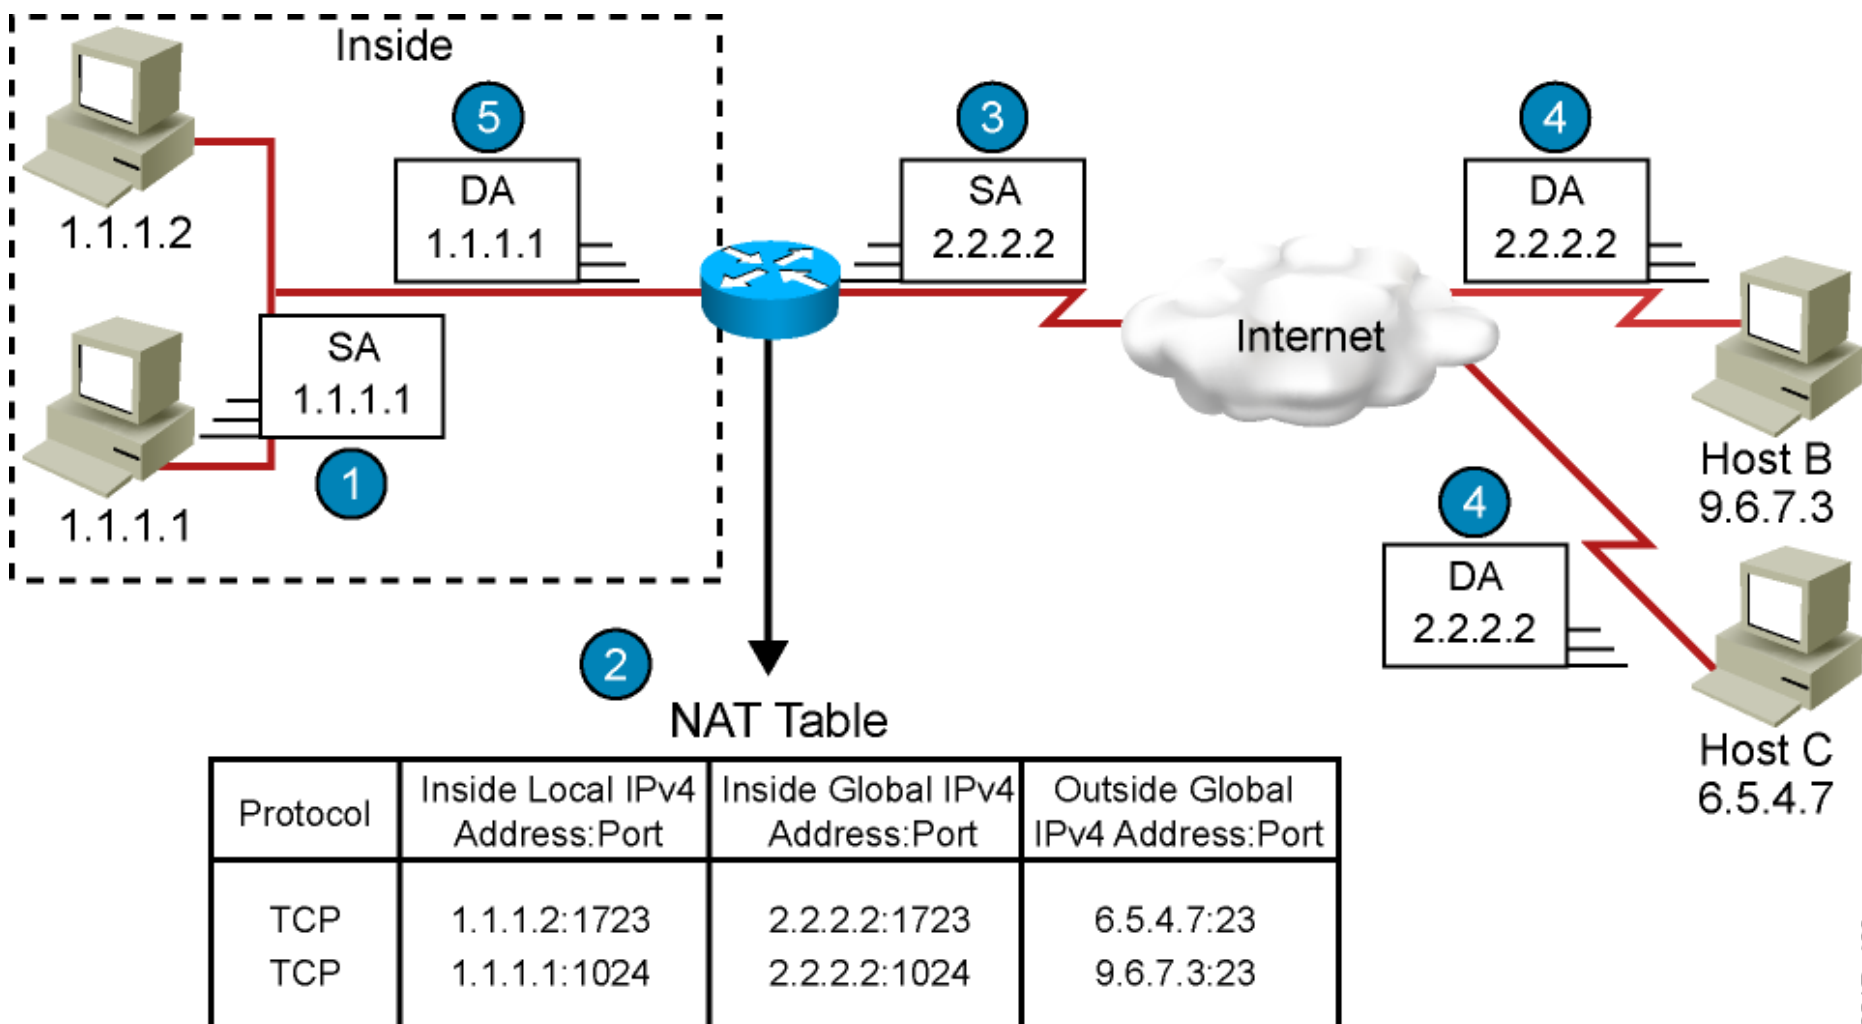 Inside
5
3
4
DA
1.1.1.1
SA
2.2.2.2
DA
2.2.2.2
1.1.1.2
SA
1.1.1.1
1
1.1.1.1
Internet
Host B
9.6.7.3
4
DA
2.2.2.2
Host C
6.5.4.7
2
NAT Table
Protocol
Inside Local IPv4
Address:Port
Inside Global IPv4
Address:Port
Outside Global
IPv4 Address:Port
TCP 1.1.1.2:1723 2.2.2.2:1723 6.5.4.7:23
TCP 1.1.1.1:1024 2.2.2.2:1024 9.6.7.3:23